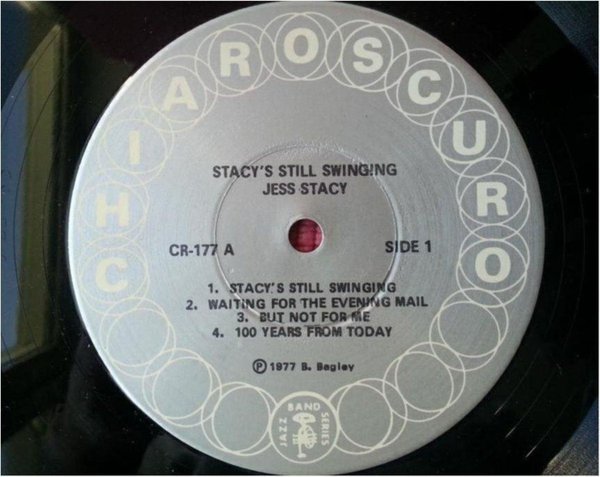 CHIAROSCURO
STACY'S STILL SWINGING
JESS STACY
CR-177 A
SIDE 1
1. STACY'S STILL SWINGING
2. WAITING FOR THE EVENING MAIL
3. BUT NOT FOR ME
4. 100 YEARS FROM TODAY
℗ 1977 B. Bagley
JAZZ BAND SERIES